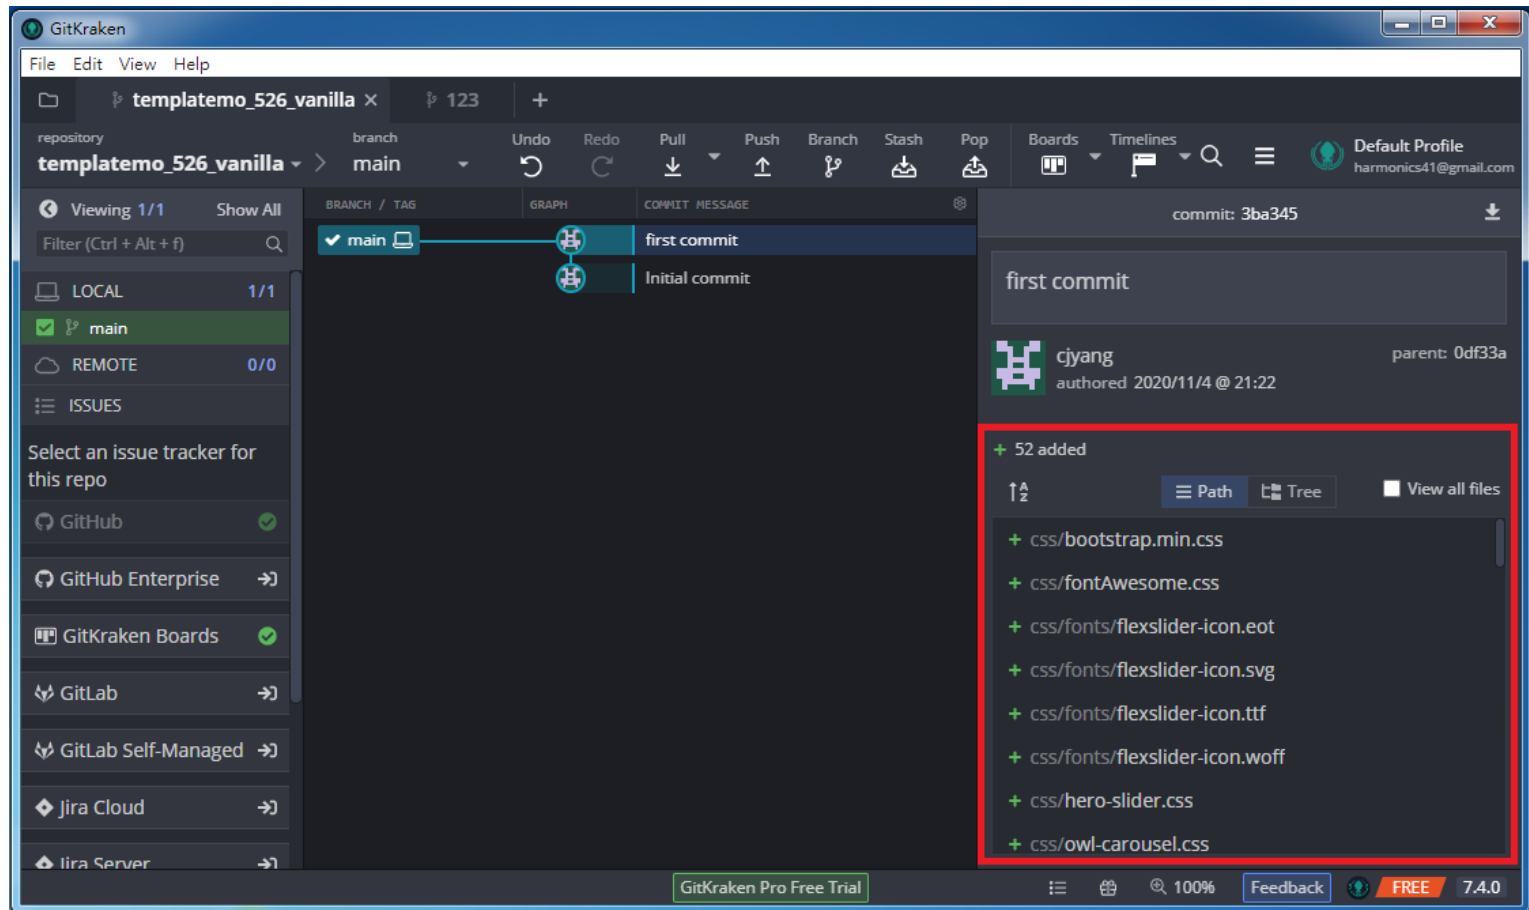 GitKraken
File Edit View Help
templatemo_526_vanilla × 123 +
repository branch Undo Redo Pull Push Branch Stash Pop Boards Timelines
templatemo_526_vanilla main
Default Profile
harmonics41@gmail.com
Viewing 1/1 Show All
Filter (Ctrl + Alt + f)
LOCAL 1/1
main
REMOTE 0/0
ISSUES
Select an issue tracker for
this repo
GitHub
GitHub Enterprise
GitKraken Boards
GitLab
GitLab Self-Managed
Jira Cloud
Jira Server
BRANCH / TAG GRAPH COMMIT MESSAGE
main first commit
Initial commit
commit: 3ba345
first commit
cjyang parent: 0df33a
authored 2020/11/4 @ 21:22
+ 52 added
Path Tree View all files
+ css/bootstrap.min.css
+ css/fontAwesome.css
+ css/fonts/flexslider-icon.eot
+ css/fonts/flexslider-icon.svg
+ css/fonts/flexslider-icon.ttf
+ css/fonts/flexslider-icon.woff
+ css/hero-slider.css
+ css/owl-carousel.css
GitKraken Pro Free Trial 100% Feedback FREE 7.4.0